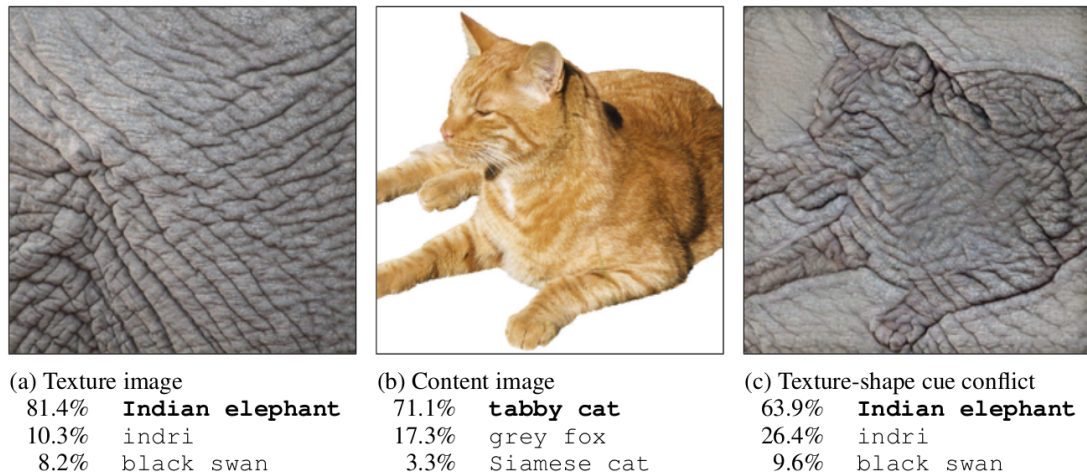 (a) Texture image
81.4% Indian elephant
10.3% indri
8.2% black swan
(b) Content image
71.1% tabby cat
17.3% grey fox
3.3% Siamese cat
(c) Texture-shape cue conflict
63.9% Indian elephant
26.4% indri
9.6% black swan